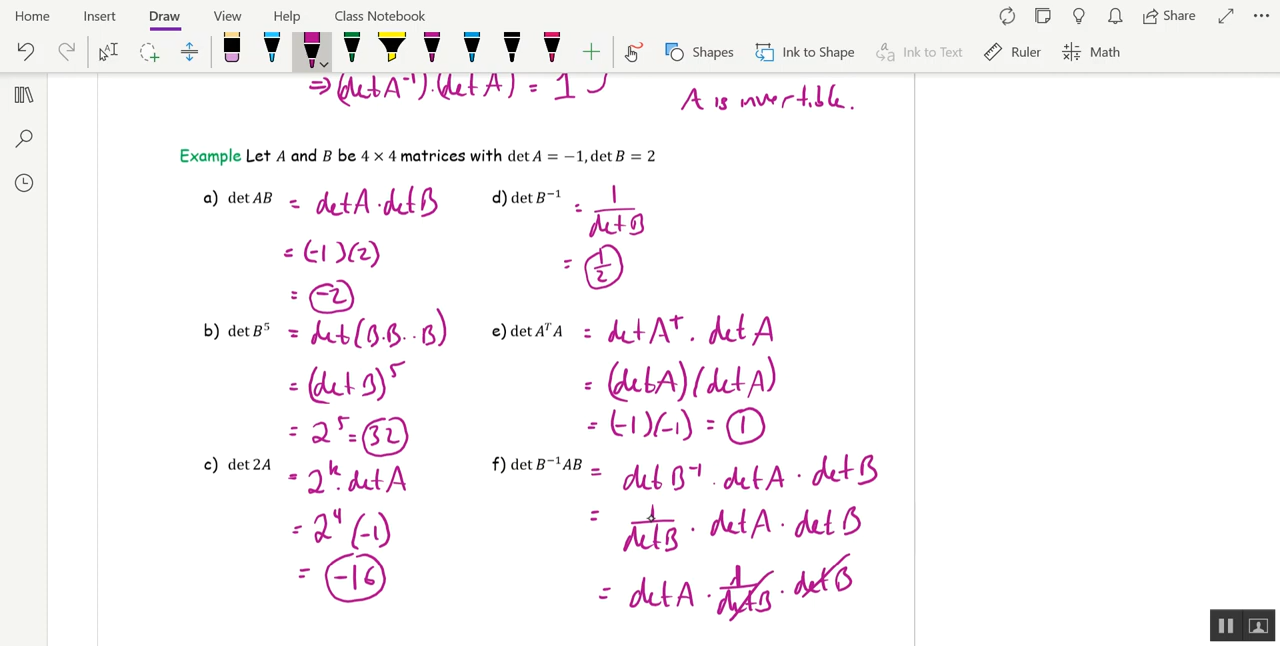 Home Insert Draw View Help Class Notebook Share
Shapes Ink to Shape Ink to Text Ruler Math
⇒ (det A⁻¹).(det A) = 1
A is invertible.
Example Let A and B be 4 × 4 matrices with det A = −1, det B = 2
a) det AB = det A · det B
= (-1)(2)
= -2
b) det B⁵ = det (B.B. . B)
= (det B)⁵
= 2⁵ = 32
c) det 2A = 2ᵏ. det A
= 2⁴ (-1)
= -16
d) det B⁻¹ = 1/det B
= 1/2
e) det AᵀA = det Aᵀ . det A
= (det A)(det A)
= (-1)(-1) = 1
f) det B⁻¹AB = det B⁻¹ . det A · det B
= 1/det B · det A · det B
= det A · 1/det B · det B